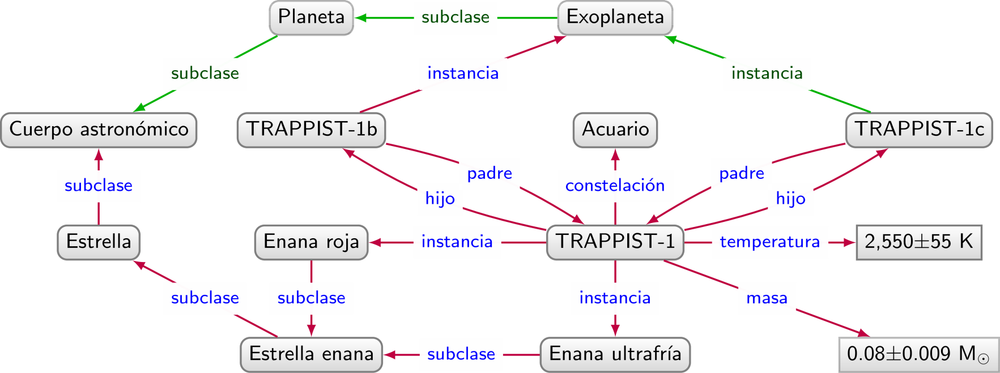 Planeta
subclase
Exoplaneta
subclase
instancia
instancia
Cuerpo astronómico
TRAPPIST-1b
Acuario
TRAPPIST-1c
padre
padre
subclase
constelación
hijo
hijo
Estrella
Enana roja
instancia
TRAPPIST-1
temperatura
2,550±55 K
subclase
subclase
instancia
masa
Estrella enana
subclase
Enana ultrafría
0.08±0.009 M☉